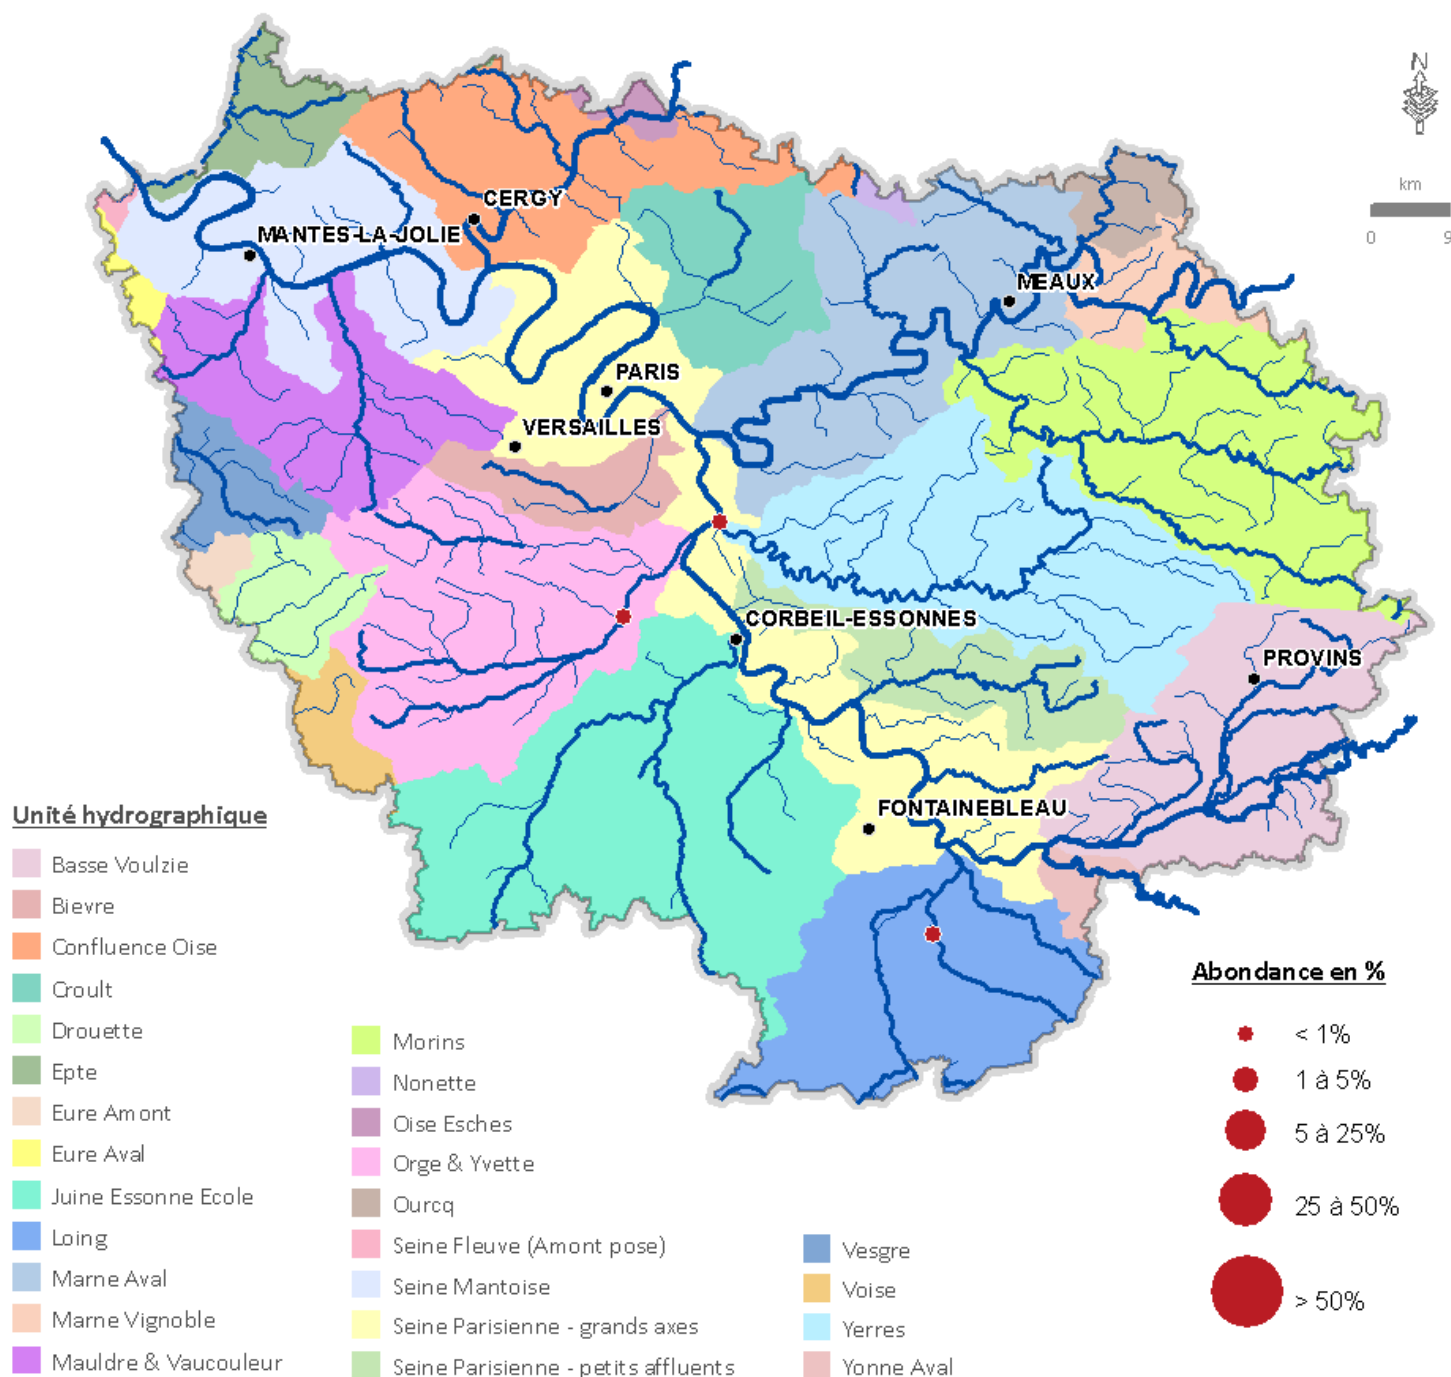 N
km
0 9
CERGY
MANTES-LA-JOLIE
MEAUX
PARIS
VERSAILLES
CORBEIL-ESSONNES
PROVINS
FONTAINEBLEAU
Unité hydrographique
Basse Voulzie
Bievre
Confluence Oise
Croult
Drouette
Epte
Eure Amont
Eure Aval
Juine Essonne Ecole
Loing
Marne Aval
Marne Vignoble
Mauldre & Vaucouleur
Morins
Nonette
Oise Esches
Orge & Yvette
Ourcq
Seine Fleuve (Amont pose)
Seine Mantoise
Seine Parisienne - grands axes
Seine Parisienne - petits affluents
Vesgre
Voise
Yerres
Yonne Aval
Abondance en %
< 1%
1 à 5%
5 à 25%
25 à 50%
> 50%